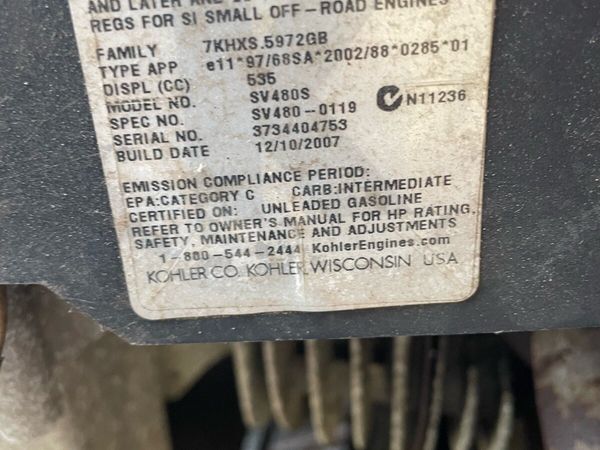 AND LATER ARE
REGS FOR SI SMALL OFF-ROAD ENGINES
FAMILY 7KHXS.5972GB
TYPE APP e11*97/68SA*2002/88*0285*01
DISPL (CC) 535
MODEL NO. SV480S
SPEC NO. SV480-0119 N11236
SERIAL NO. 3734404753
BUILD DATE 12/10/2007
EMISSION COMPLIANCE PERIOD:
EPA:CATEGORY C CARB:INTERMEDIATE
CERTIFIED ON: UNLEADED GASOLINE
REFER TO OWNER'S MANUAL FOR HP RATING,
SAFETY, MAINTENANCE AND ADJUSTMENTS
1-800-544-2444 KohlerEngines.com
KOHLER CO. KOHLER, WISCONSIN USA